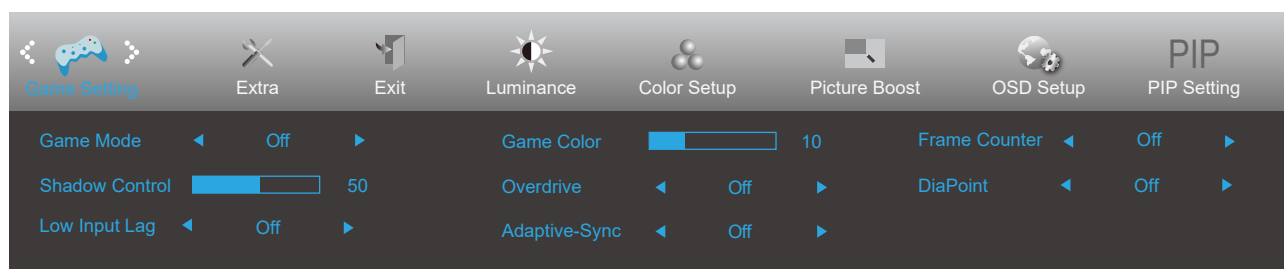 PIP
Game Setting Extra Exit Luminance Color Setup Picture Boost OSD Setup PIP Setting
Game Mode Off Game Color 10 Frame Counter Off
Shadow Control 50 Overdrive Off DiaPoint Off
Low Input Lag Off Adaptive-Sync Off